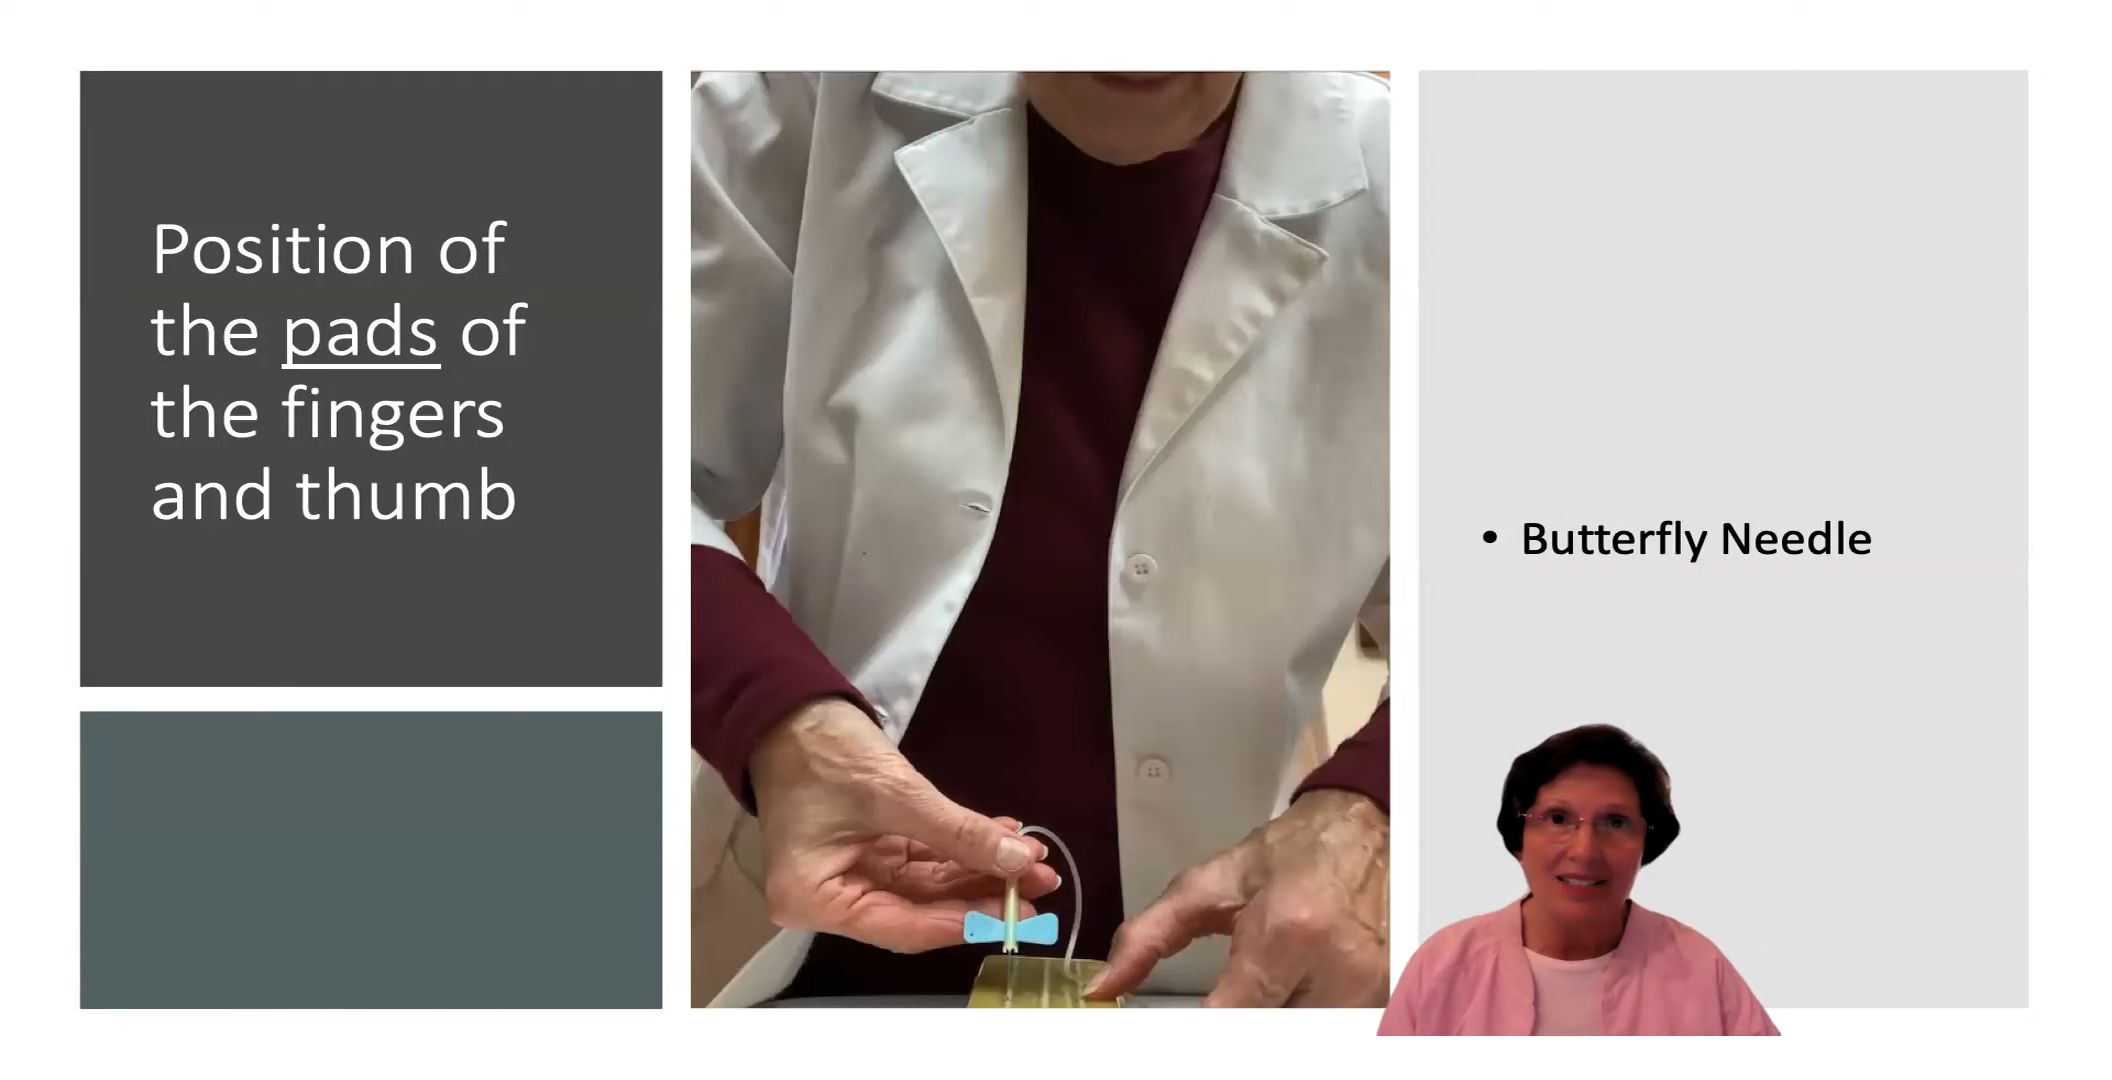 Position of
the pads of
the fingers
and thumb
• Butterfly Needle